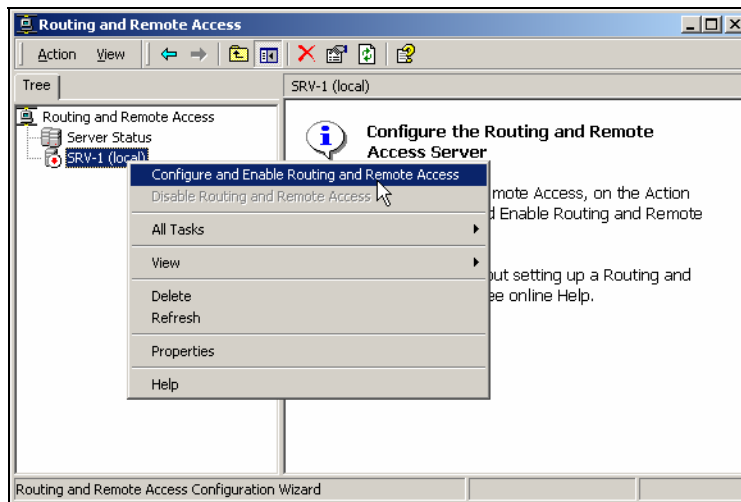 Routing and Remote Access
Action View
Tree
SRV-1 (local)
Routing and Remote Access
Server Status
SRV-1 (local)
Configure the Routing and Remote
Access Server
mote Access, on the Action
d Enable Routing and Remote
out setting up a Routing and
ee online Help.
Configure and Enable Routing and Remote Access
Disable Routing and Remote Access
All Tasks
View
Delete
Refresh
Properties
Help
Routing and Remote Access Configuration Wizard